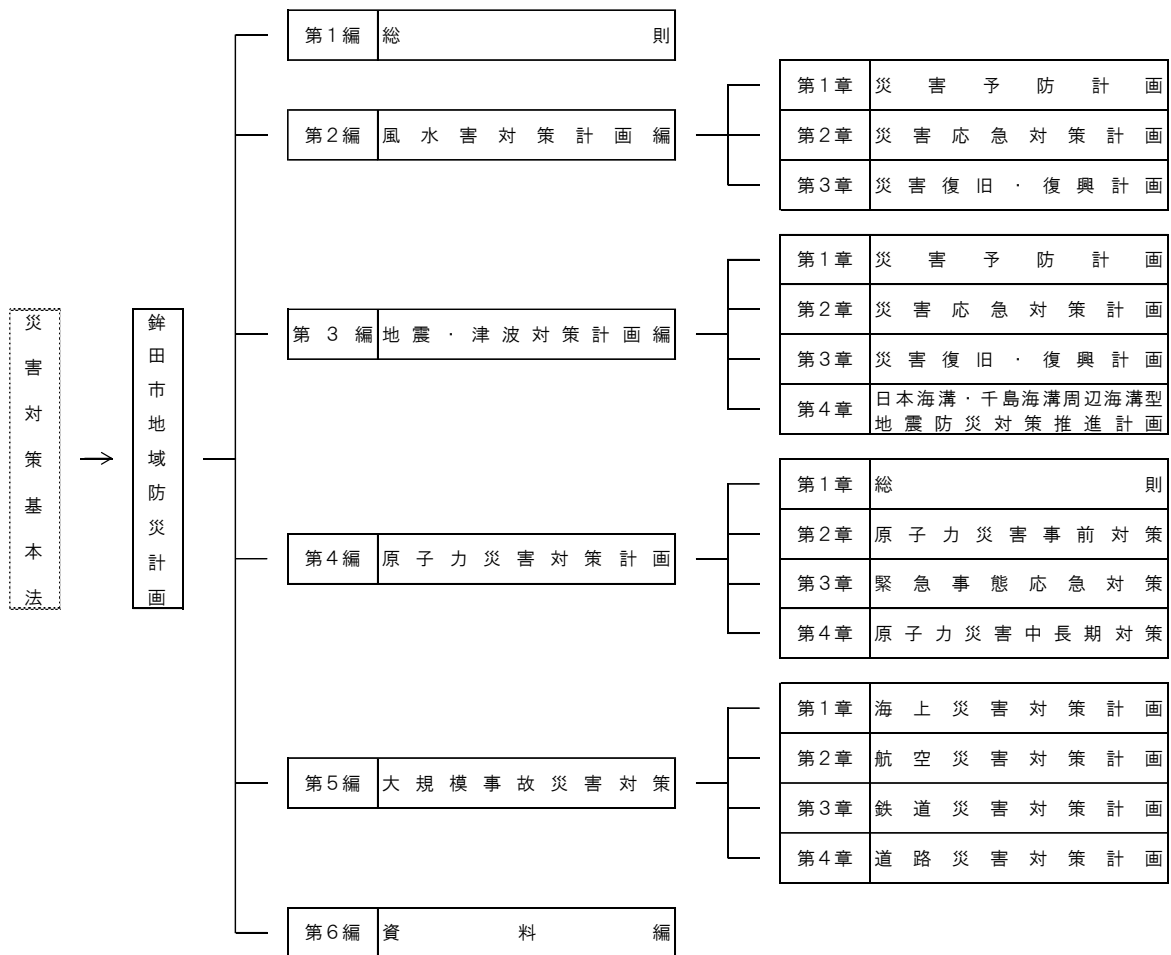 災害対策基本法
鉾田市地域防災計画
第1編 総則
第2編 風水害対策計画編
第1章 災害予防計画
第2章 災害応急対策計画
第3章 災害復旧・復興計画
第3編 地震・津波対策計画編
第1章 災害予防計画
第2章 災害応急対策計画
第3章 災害復旧・復興計画
第4章 日本海溝・千島海溝周辺海溝型
地震防災対策推進計画
第4編 原子力災害対策計画
第1章 総則
第2章 原子力災害事前対策
第3章 緊急事態応急対策
第4章 原子力災害中長期対策
第5編 大規模事故災害対策
第1章 海上災害対策計画
第2章 航空災害対策計画
第3章 鉄道災害対策計画
第4章 道路災害対策計画
第6編 資料編